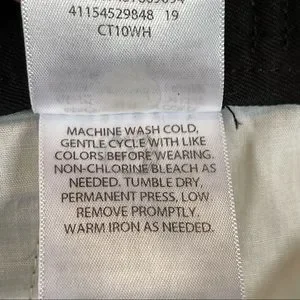 41154529848 19
CT10WH
MACHINE WASH COLD,
GENTLE CYCLE WITH LIKE
COLORS BEFORE WEARING.
NON-CHLORINE BLEACH AS
NEEDED. TUMBLE DRY,
PERMANENT PRESS, LOW.
REMOVE PROMPTLY.
WARM IRON AS NEEDED.